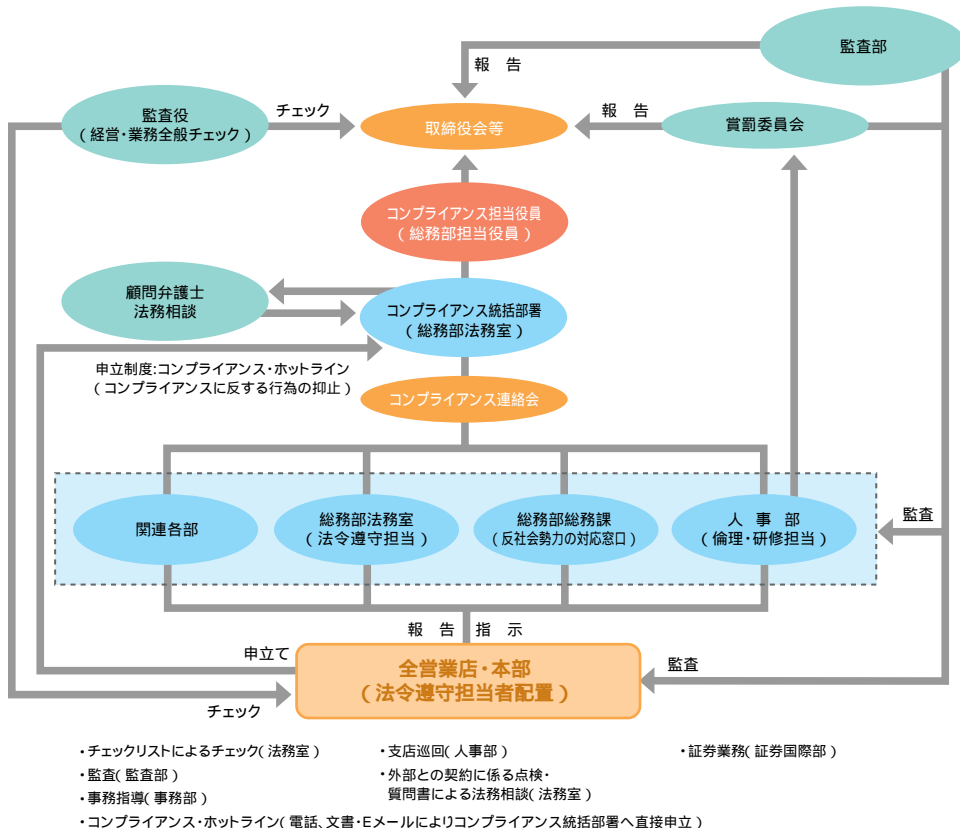 監査部
報　告
監査役
（経営・業務全般チェック）
チェック
取締役会等
報　告
賞罰委員会
コンプライアンス担当役員
（総務部担当役員）
顧問弁護士
法務相談
コンプライアンス統括部署
（総務部法務室）
申立制度:コンプライアンス・ホットライン
（コンプライアンスに反する行為の抑止）
コンプライアンス連絡会
関連各部
総務部法務室
（法令遵守担当）
総務部総務課
（反社会勢力の対応窓口）
人　事　部
（倫理・研修担当）
監査
報　告　指　示
申立て
全営業店・本部
（法令遵守担当者配置）
監査
チェック
・チェックリストによるチェック（法務室）
・監査（監査部）
・事務指導（事務部）
・支店巡回（人事部）
・外部との契約に係る点検・
質問書による法務相談（法務室）
・証券業務（証券国際部）
・コンプライアンス・ホットライン（電話、文書・Eメールによりコンプライアンス統括部署へ直接申立）